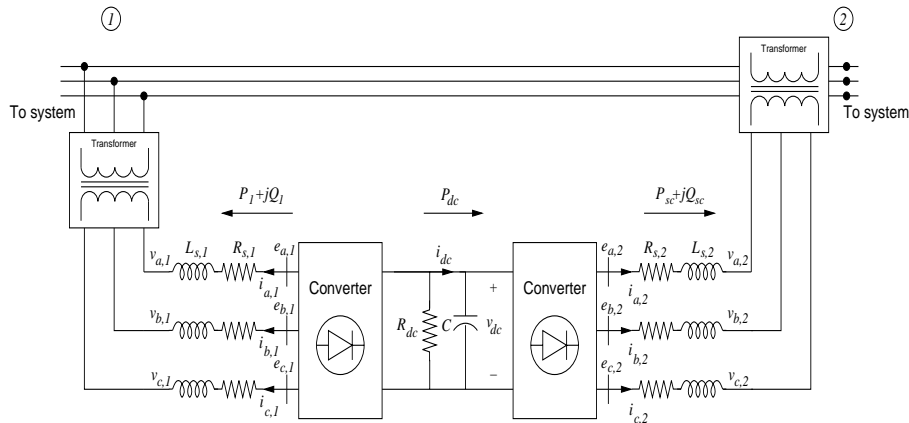 1 2
Transformer
To system To system
Transformer
P1+jQ1 Pdc Psc+jQsc
va,1 Ls,1 Rs,1 ea,1 idc ea,2 Rs,2 Ls,2 va,2
ia,1 Converter + Converter ia,2
vb,1 eb,1 Rdc C vdc eb,2 vb,2
ib,1 ib,2
vc,1 ec,1 − ec,2 vc,2
ic,1 ic,2